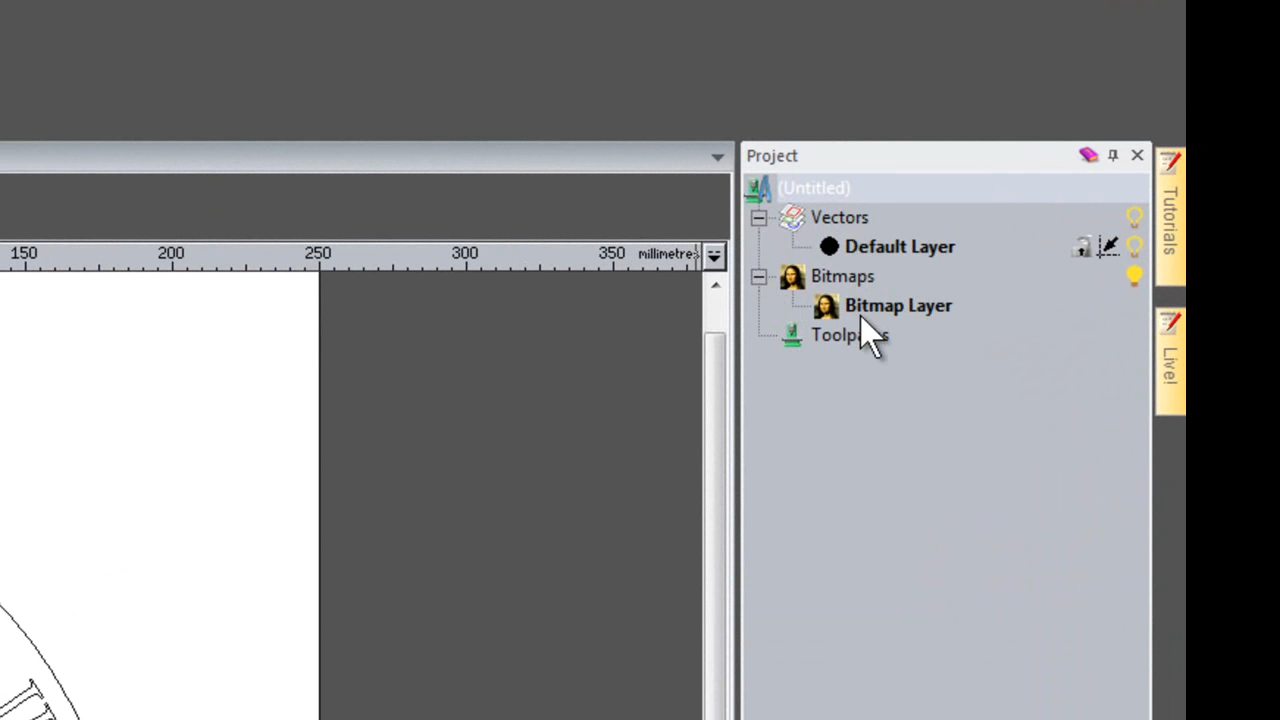 Project
(Untitled)
Vectors
Default Layer
Bitmaps
Bitmap Layer
150 200 250 300 350 millimetres
Tutorials
Live!